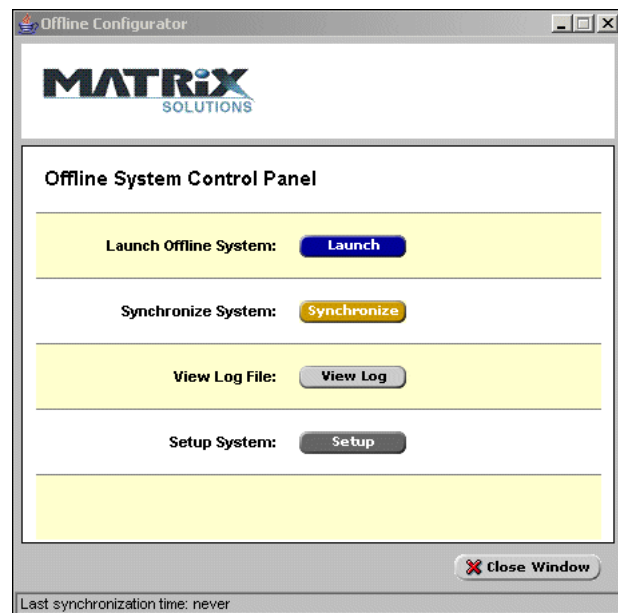 Offline Configurator
MATRiX
SOLUTIONS
Offline System Control Panel
Launch Offline System: Launch
Synchronize System: Synchronize
View Log File: View Log
Setup System: Setup
Close Window
Last synchronization time: never